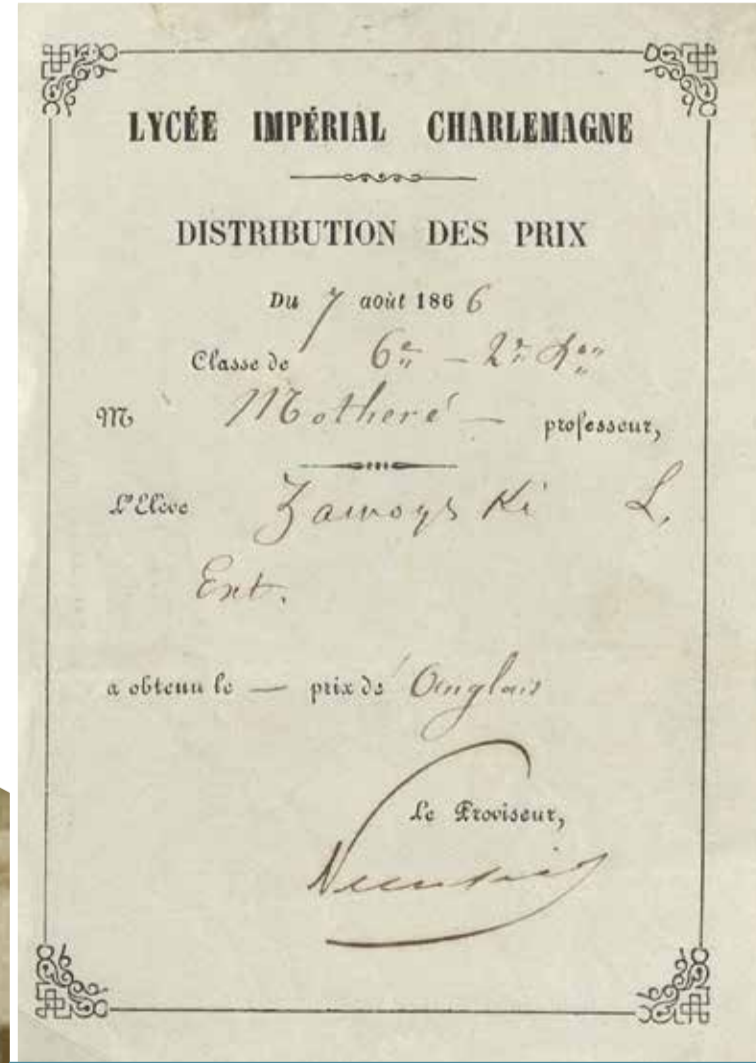 LYCÉE IMPÉRIAL CHARLEMAGNE
DISTRIBUTION DES PRIX
Du 7 août 1866
Classe de 6e - 2e
M Motheré — professeur,
L'Elève Zamoyski L.
Ext.
a obtenu le — prix de Anglais
Le Proviseur,